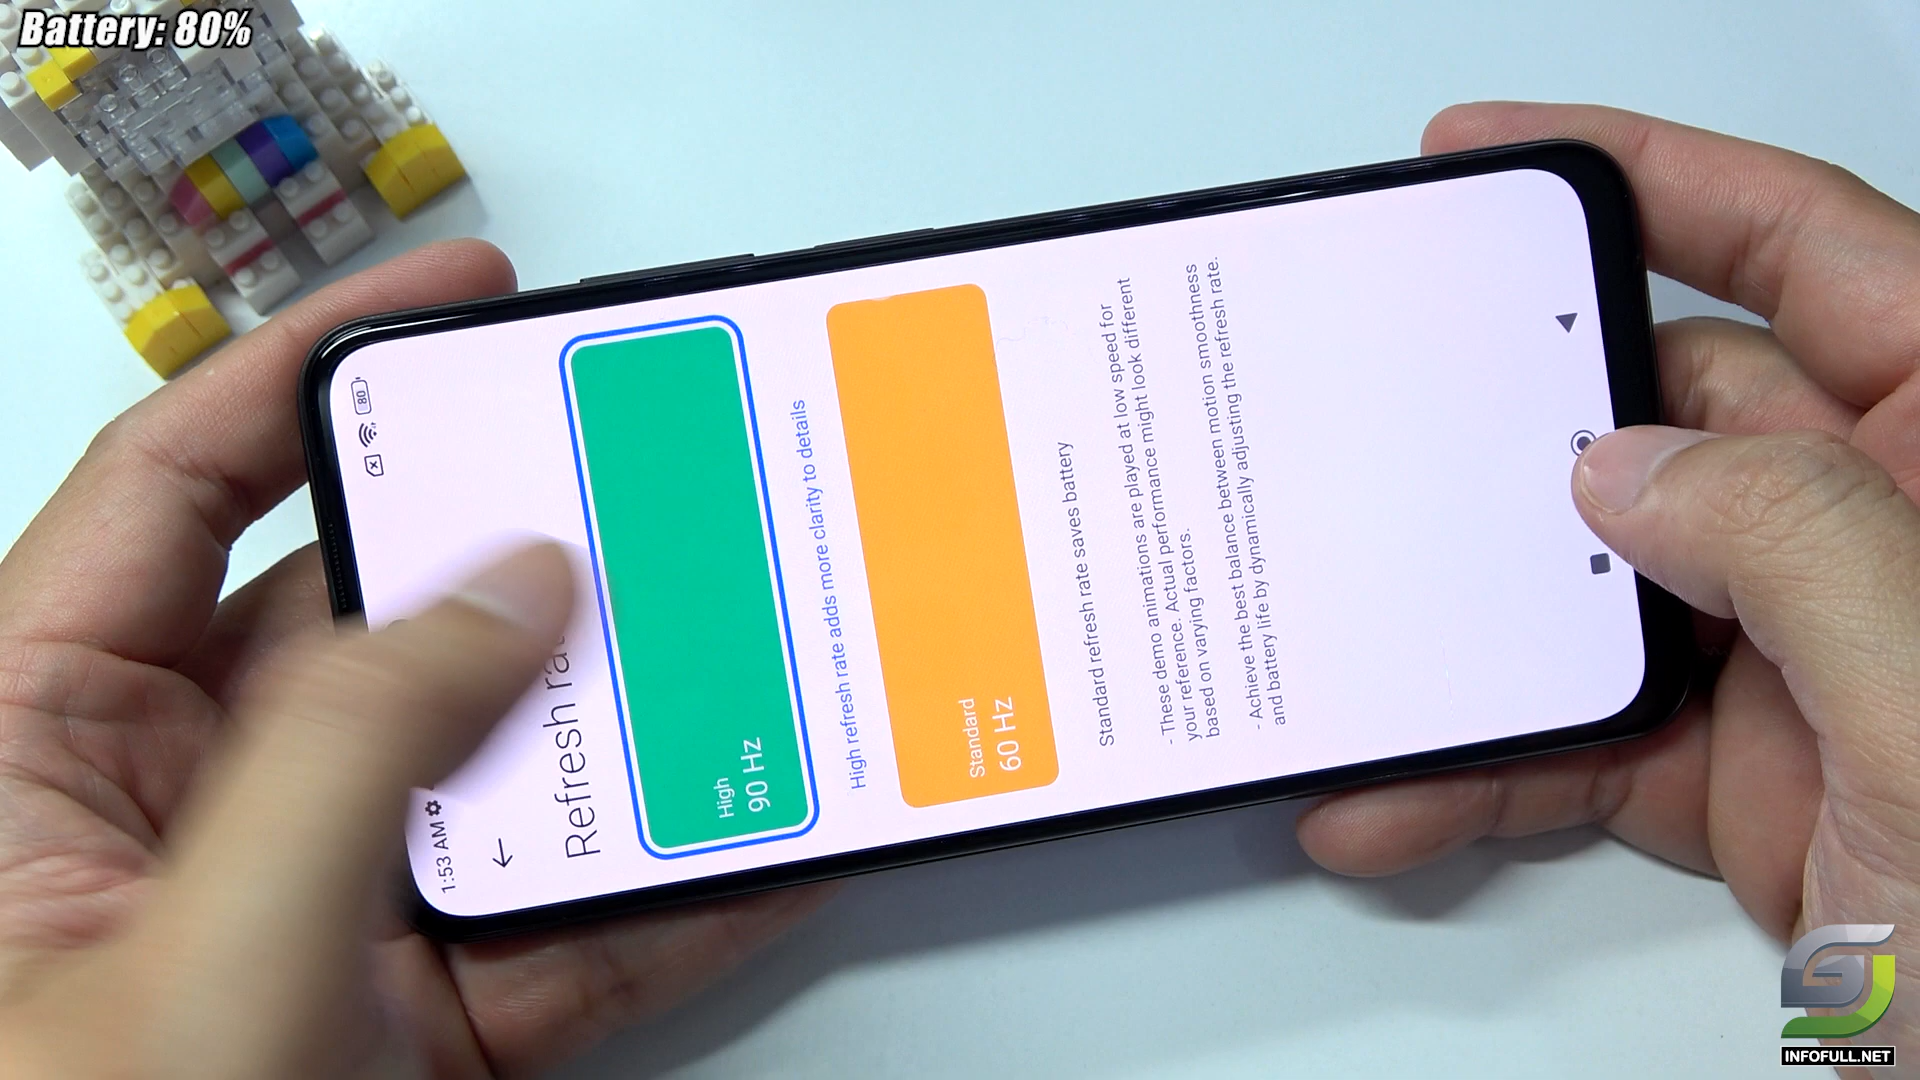 Battery: 80%
1:53 AM
80
Refresh rate
High
90 Hz
High refresh rate adds more clarity to details
Standard
60 Hz
Standard refresh rate saves battery
- These demo animations are played at low speed for
your reference. Actual performance might look different
based on varying factors.
- Achieve the best balance between motion smoothness
and battery life by dynamically adjusting the refresh rate.
INFOFULL.NET